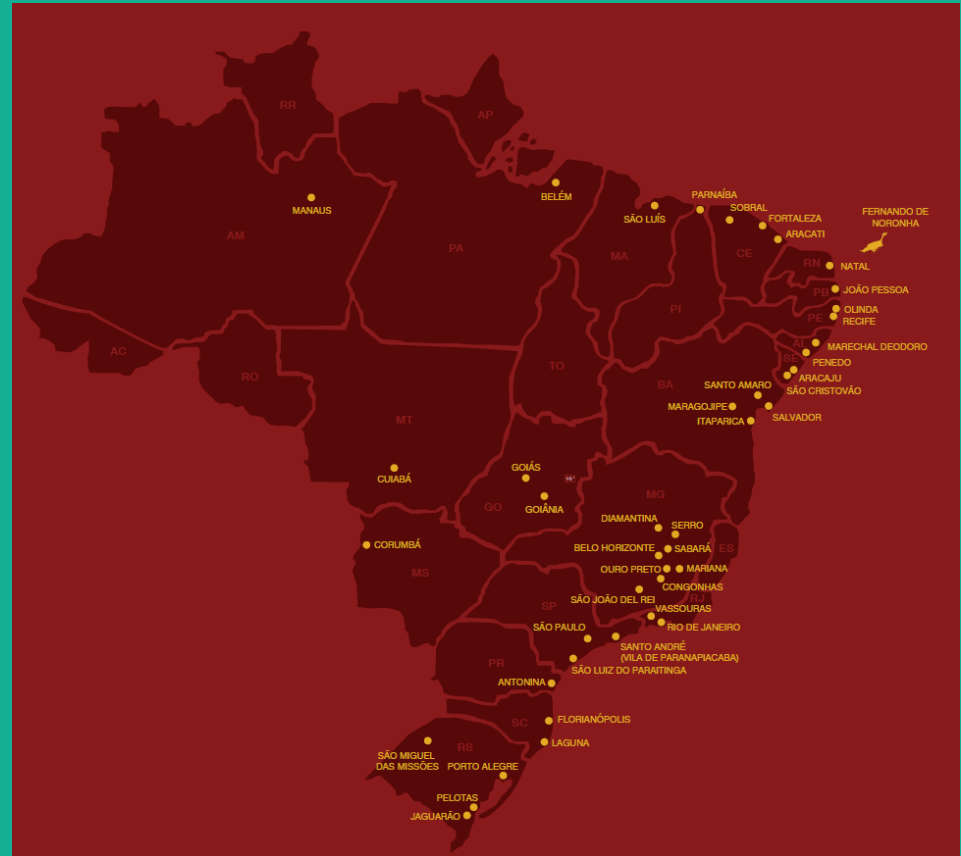 RR
AP
MANAUS
BELÉM
SÃO LUÍS
PARNAÍBA
SOBRAL
FORTALEZA
ARACATI
FERNANDO DE
NORONHA
AM
PA
MA
CE
RN
NATAL
PB
JOÃO PESSOA
PI
PE
OLINDA
RECIFE
AC
RO
TO
AL
MARECHAL DEODORO
SE
PENEDO
ARACAJU
SÃO CRISTOVÃO
BA
SANTO AMARO
MARAGOJIPE
ITAPARICA
SALVADOR
MT
CUIABÁ
GOIÁS
GOIÂNIA
GO
MG
DIAMANTINA
SERRO
BELO HORIZONTE
SABARÁ
ES
CORUMBÁ
MS
OURO PRETO
MARIANA
CONGONHAS
SÃO JOÃO DEL REI
RJ
VASSOURAS
RIO DE JANEIRO
SP
SÃO PAULO
SANTO ANDRÉ
(VILA DE PARANAPIACABA)
SÃO LUIZ DO PARAITINGA
PR
ANTONINA
SC
FLORIANÓPOLIS
LAGUNA
RS
SÃO MIGUEL
DAS MISSÕES
PORTO ALEGRE
PELOTAS
JAGUARÃO